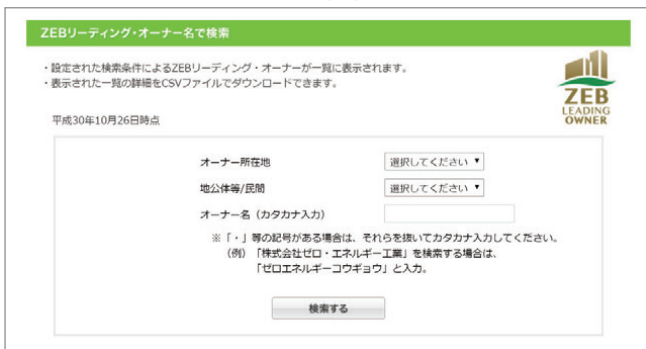 ZEBリーディング・オーナー名で検索
・設定された検索条件によるZEBリーディング・オーナーが一覧に表示されます。
・表示された一覧の詳細をCSVファイルでダウンロードできます。
ZEB
LEADING
OWNER
平成30年10月26日時点
オーナー所在地
選択してください ▼
地公体等/民間
選択してください ▼
オーナー名（カタカナ入力）
※「・」等の記号がある場合は、それらを抜いてカタカナ入力してください。
（例）「株式会社ゼロ・エネルギー工業」を検索する場合は、
「ゼロエネルギーコウギョウ」と入力。
検索する